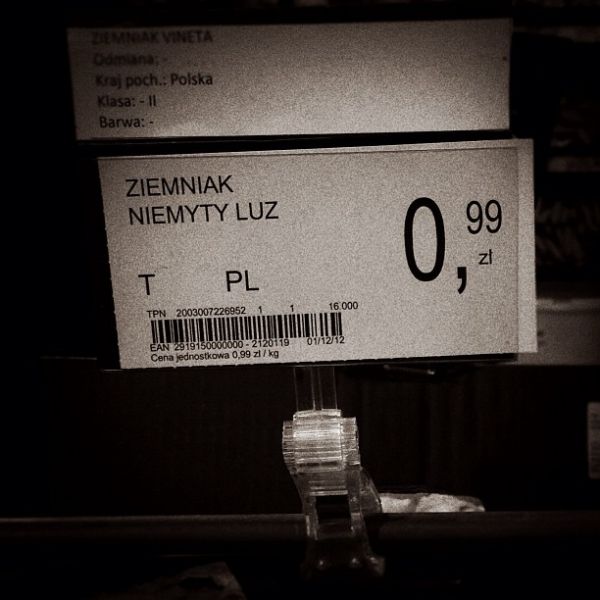 ZIEMNIAK VINETA
Odmiana: -
Kraj poch.: Polska
Klasa: - II
Barwa: -
ZIEMNIAK
NIEMYTY LUZ
0,99
zł
T PL
TPN 2003007226952 1 1 16.000
EAN 2919150000000 - 2120119 01/12/12
Cena jednostkowa 0,99 zł / kg